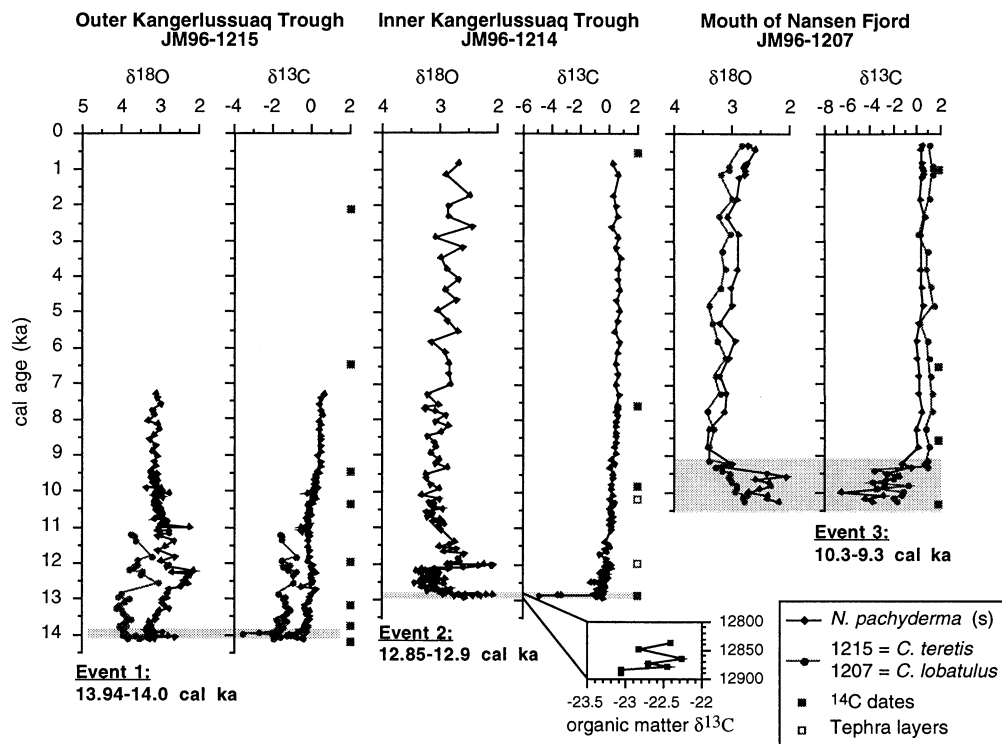 Outer Kangerlussuaq Trough
JM96-1215
Inner Kangerlussuaq Trough
JM96-1214
Mouth of Nansen Fjord
JM96-1207
δ18O δ13C δ18O δ13C δ18O δ13C
5 4 3 2 -2 0 2 4 3 2 -6 -4 -2 0 2 4 3 2 -8 -6 -4 -2 0 2
cal age (ka)
0
1
2
3
4
5
6
7
8
9
10
11
12
13
14
15
Event 1:
13.94-14.0 cal ka
Event 2:
12.85-12.9 cal ka
Event 3:
10.3-9.3 cal ka
12800
12850
12900
-23.5 -23 -22.5 -22
organic matter δ13C
N. pachyderma (s)
1215 = C. teretis
1207 = C. lobatulus
14C dates
Tephra layers